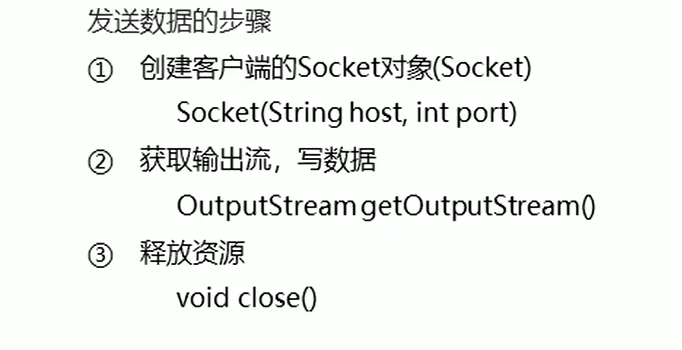 发送数据的步骤
① 创建客户端的Socket对象(Socket)
Socket(String host, int port)
② 获取输出流，写数据
OutputStream getOutputStream()
③ 释放资源
void close()